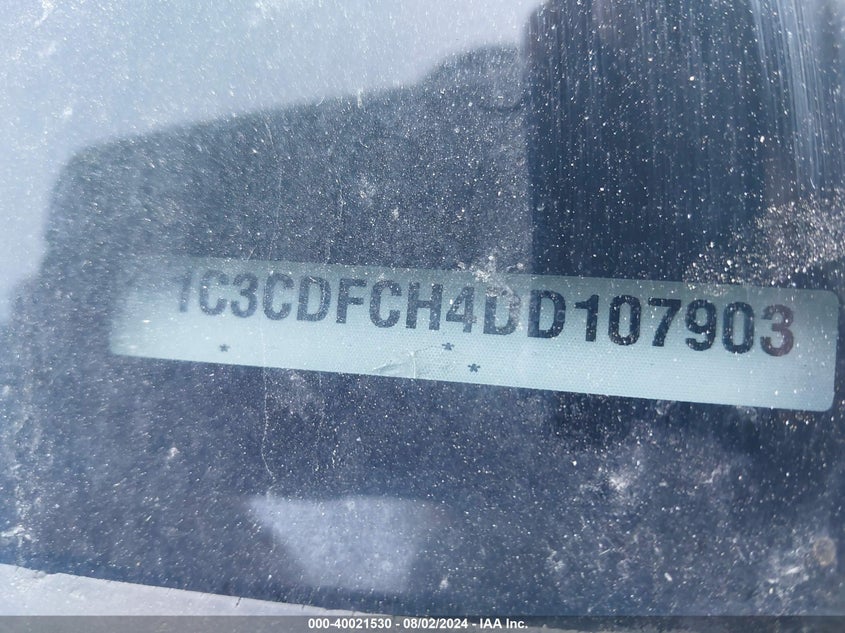 1C3CDFCH4DD107903
* * *
000-40021530 - 08/02/2024 - IAA Inc.